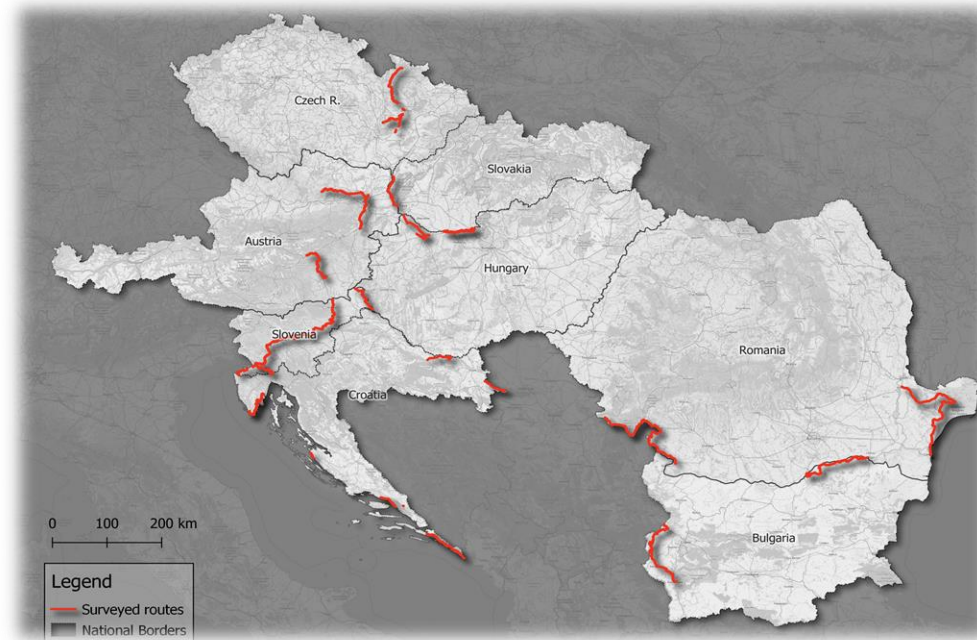 Czech R.
Slovakia
Austria
Hungary
Slovenia
Romania
Croatia
Bulgaria
0 100 200 km
Legend
Surveyed routes
National Borders